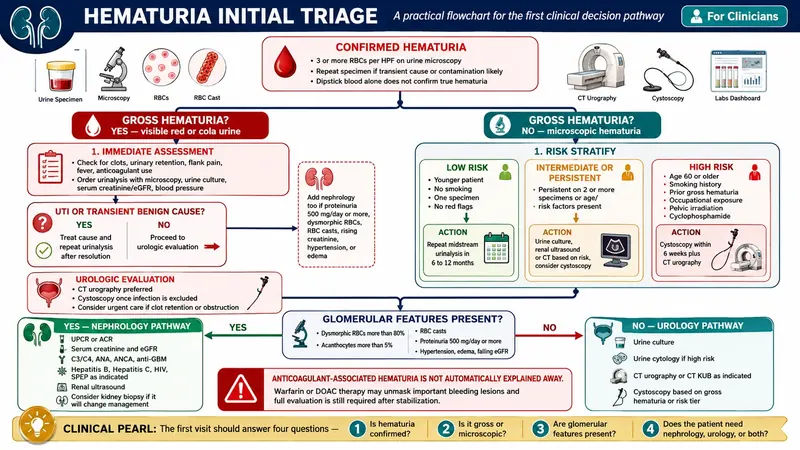 HEMATURIA INITIAL TRIAGE
A practical flowchart for the first clinical decision pathway
For Clinicians
CONFIRMED HEMATURIA
• 3 or more RBCs per HPF on urine microscopy
• Repeat specimen if transient cause or contamination likely
• Dipstick blood alone does not confirm true hematuria
Urine Specimen
Microscopy
RBCs
RBC Cast
CT Urography
Cystoscopy
Labs Dashboard
GROSS HEMATURIA?
YES — visible red or cola urine
GROSS HEMATURIA?
NO — microscopic hematuria
1. IMMEDIATE ASSESSMENT
• Check for clots, urinary retention, flank pain,
fever, anticoagulant use
• Order urinalysis with microscopy, urine culture,
serum creatinine/eGFR, blood pressure
UTI OR TRANSIENT BENIGN CAUSE?
YES
Treat cause and
repeat urinalysis
after resolution
NO
Proceed to
urologic evaluation
Add nephrology
too if proteinuria
500 mg/day or more,
dysmorphic RBCs,
RBC casts, rising
creatinine,
hypertension, or
edema
1. RISK STRATIFY
LOW RISK
• Younger patient
• No smoking
• One specimen
• No red flags
ACTION
Repeat midstream
urinalysis in
6 to 12 months
INTERMEDIATE OR
PERSISTENT
• Persistent on 2 or more
specimens or age/
• risk factors present
ACTION
Urine culture,
renal ultrasound
or CT based on risk,
consider cystoscopy
HIGH RISK
• Age 60 or older
• Smoking history
• Prior gross hematuria
• Occupational exposure
• Pelvic irradiation
• Cyclophosphamide
ACTION
Cystoscopy within
6 weeks plus
CT urography
UROLOGIC EVALUATION
• CT urography preferred
• Cystoscopy once infection is excluded
• Consider urgent care if clot retention or obstruction
GLOMERULAR FEATURES PRESENT?
• Dysmorphic RBCs more than 80%
• Acanthocytes more than 5%
• RBC casts
• Proteinuria 500 mg/day or more
• Hypertension, edema, falling eGFR
YES
NO
YES — NEPHROLOGY PATHWAY
UPCR or ACR
Serum creatinine and eGFR
C3/C4, ANA, ANCA, anti-GBM
Hepatitis B, Hepatitis C, HIV,
SPEP as indicated
Renal ultrasound
Consider kidney biopsy if it
will change management
ANTICOAGULANT-ASSOCIATED HEMATURIA IS NOT AUTOMATICALLY EXPLAINED AWAY.
Warfarin or DOAC therapy may unmask important bleeding lesions and
full evaluation is still required after stabilization.
NO — UROLOGY PATHWAY
Urine culture
Urine cytology if high risk
CT urography or CT KUB as indicated
Cystoscopy based on gross
hematuria or risk tier
CLINICAL PEARL: The first visit should answer four questions —
1 Is hematuria
confirmed?
2 Is it gross or
microscopic?
3 Are glomerular
features present?
4 Does the patient need
nephrology, urology, or both?